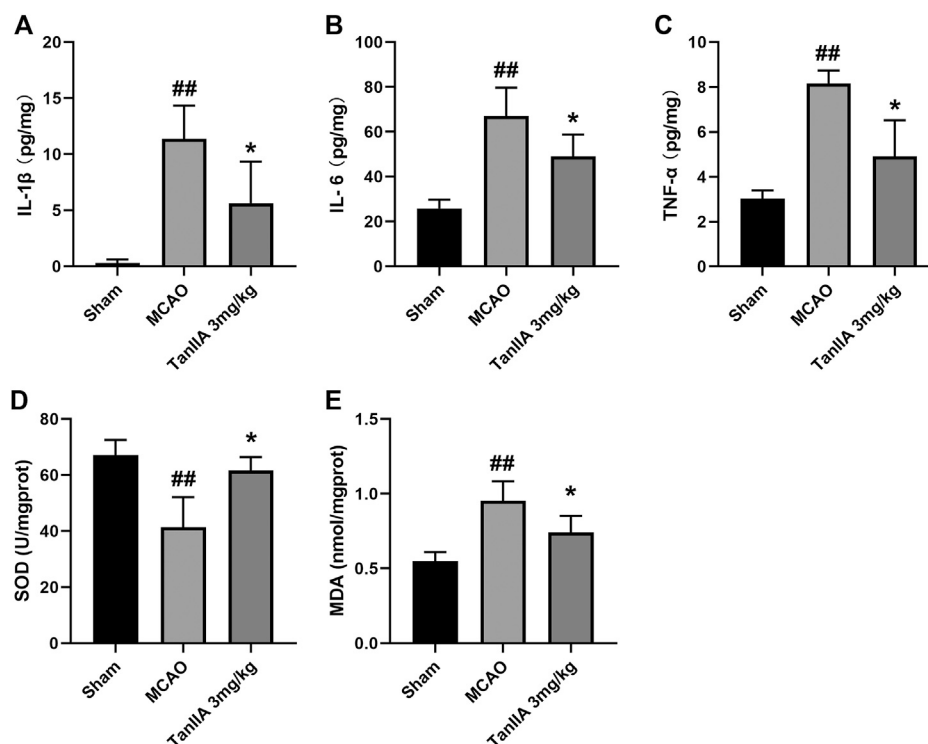 A
IL-1β（pg/mg）
20
15
10
5
0
##
*
Sham
MCAO
TanIIA 3mg/kg
B
IL- 6（pg/mg）
100
80
60
40
20
0
##
*
Sham
MCAO
TanIIA 3mg/kg
C
TNF-α（pg/mg）
10
8
6
4
2
0
##
*
Sham
MCAO
TanIIA 3mg/kg
D
SOD (U/mgprot)
80
60
40
20
0
##
*
Sham
MCAO
TanIIA 3mg/kg
E
MDA (nmol/mgprot)
1.5
1.0
0.5
0.0
##
*
Sham
MCAO
TanIIA 3mg/kg